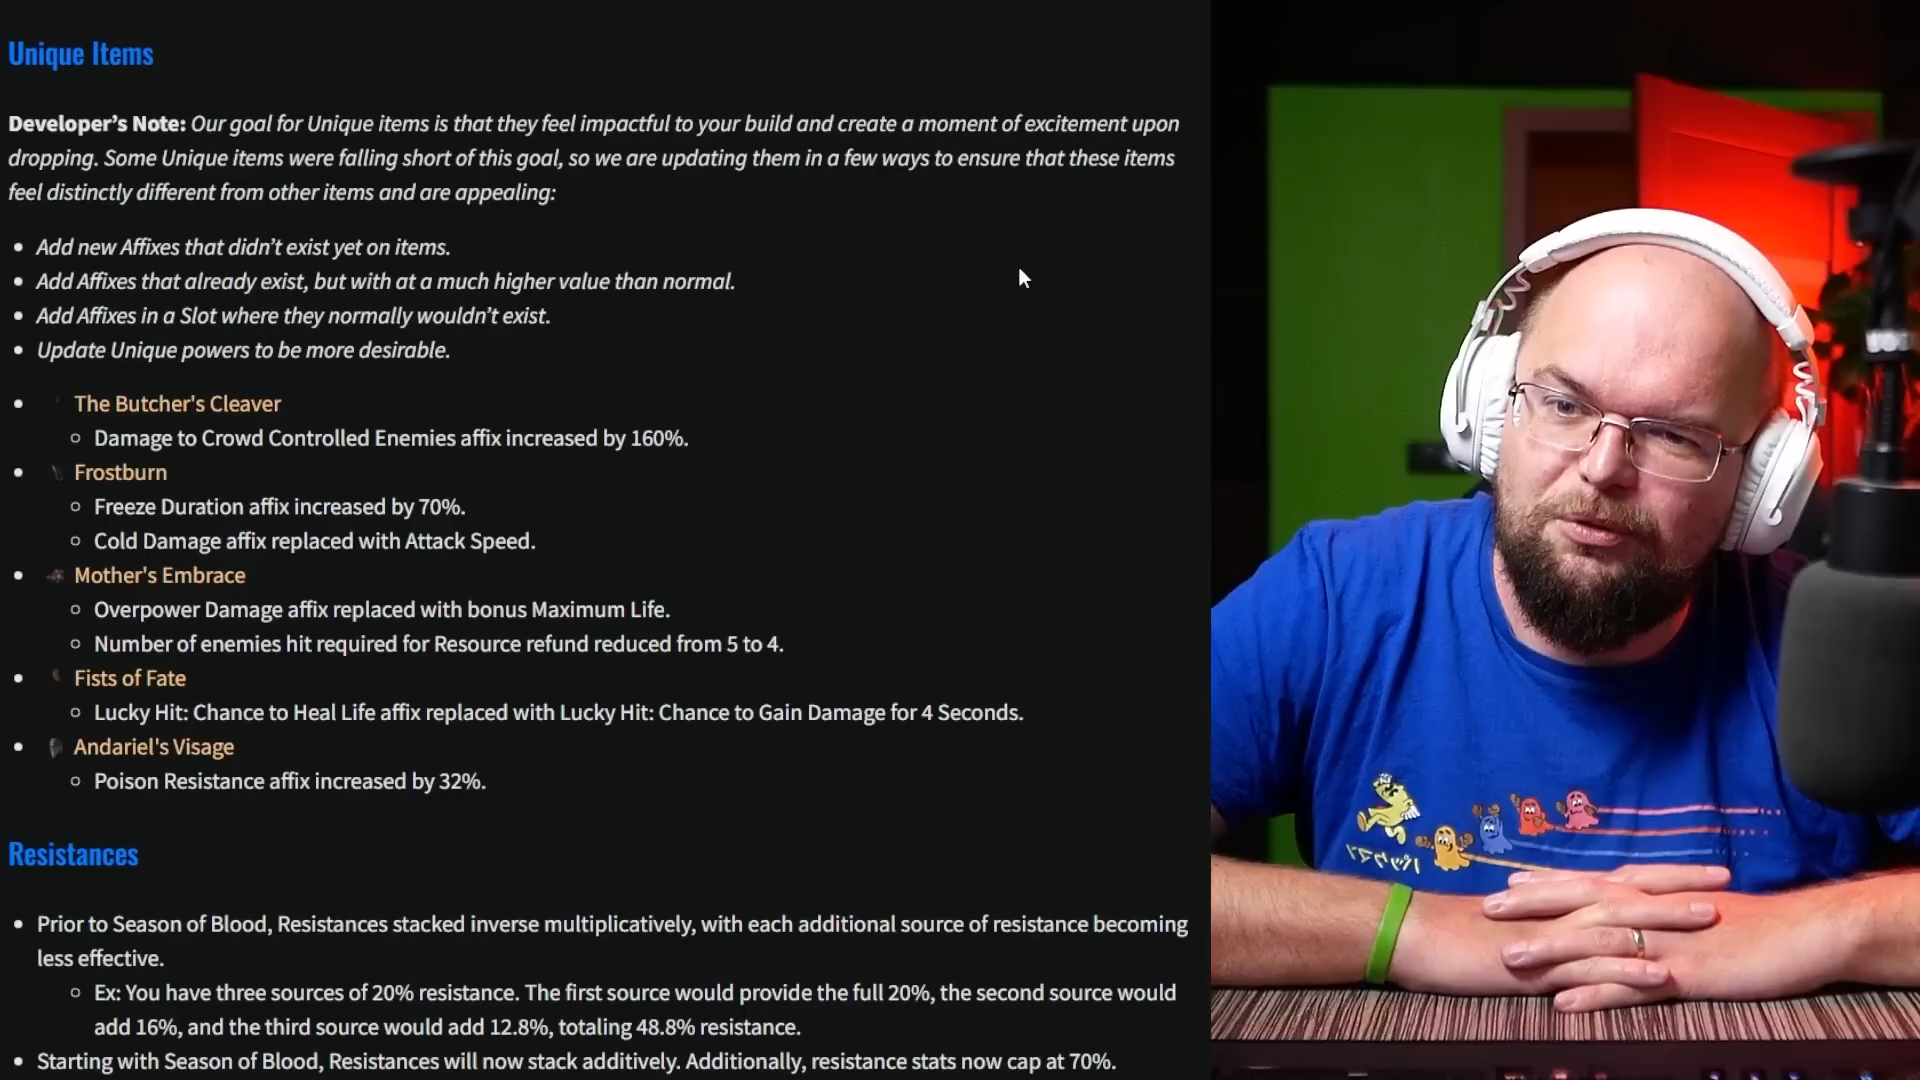 Unique Items
Developer’s Note: Our goal for Unique items is that they feel impactful to your build and create a moment of excitement upon
dropping. Some Unique items were falling short of this goal, so we are updating them in a few ways to ensure that these items
feel distinctly different from other items and are appealing:
• Add new Affixes that didn’t exist yet on items.
• Add Affixes that already exist, but with at a much higher value than normal.
• Add Affixes in a Slot where they normally wouldn’t exist.
• Update Unique powers to be more desirable.
• The Butcher's Cleaver
○ Damage to Crowd Controlled Enemies affix increased by 160%.
• Frostburn
○ Freeze Duration affix increased by 70%.
○ Cold Damage affix replaced with Attack Speed.
• Mother's Embrace
○ Overpower Damage affix replaced with bonus Maximum Life.
○ Number of enemies hit required for Resource refund reduced from 5 to 4.
• Fists of Fate
○ Lucky Hit: Chance to Heal Life affix replaced with Lucky Hit: Chance to Gain Damage for 4 Seconds.
• Andariel's Visage
○ Poison Resistance affix increased by 32%.
Resistances
• Prior to Season of Blood, Resistances stacked inverse multiplicatively, with each additional source of resistance becoming
less effective.
○ Ex: You have three sources of 20% resistance. The first source would provide the full 20%, the second source would
add 16%, and the third source would add 12.8%, totaling 48.8% resistance.
• Starting with Season of Blood, Resistances will now stack additively. Additionally, resistance stats now cap at 70%.
パックマン